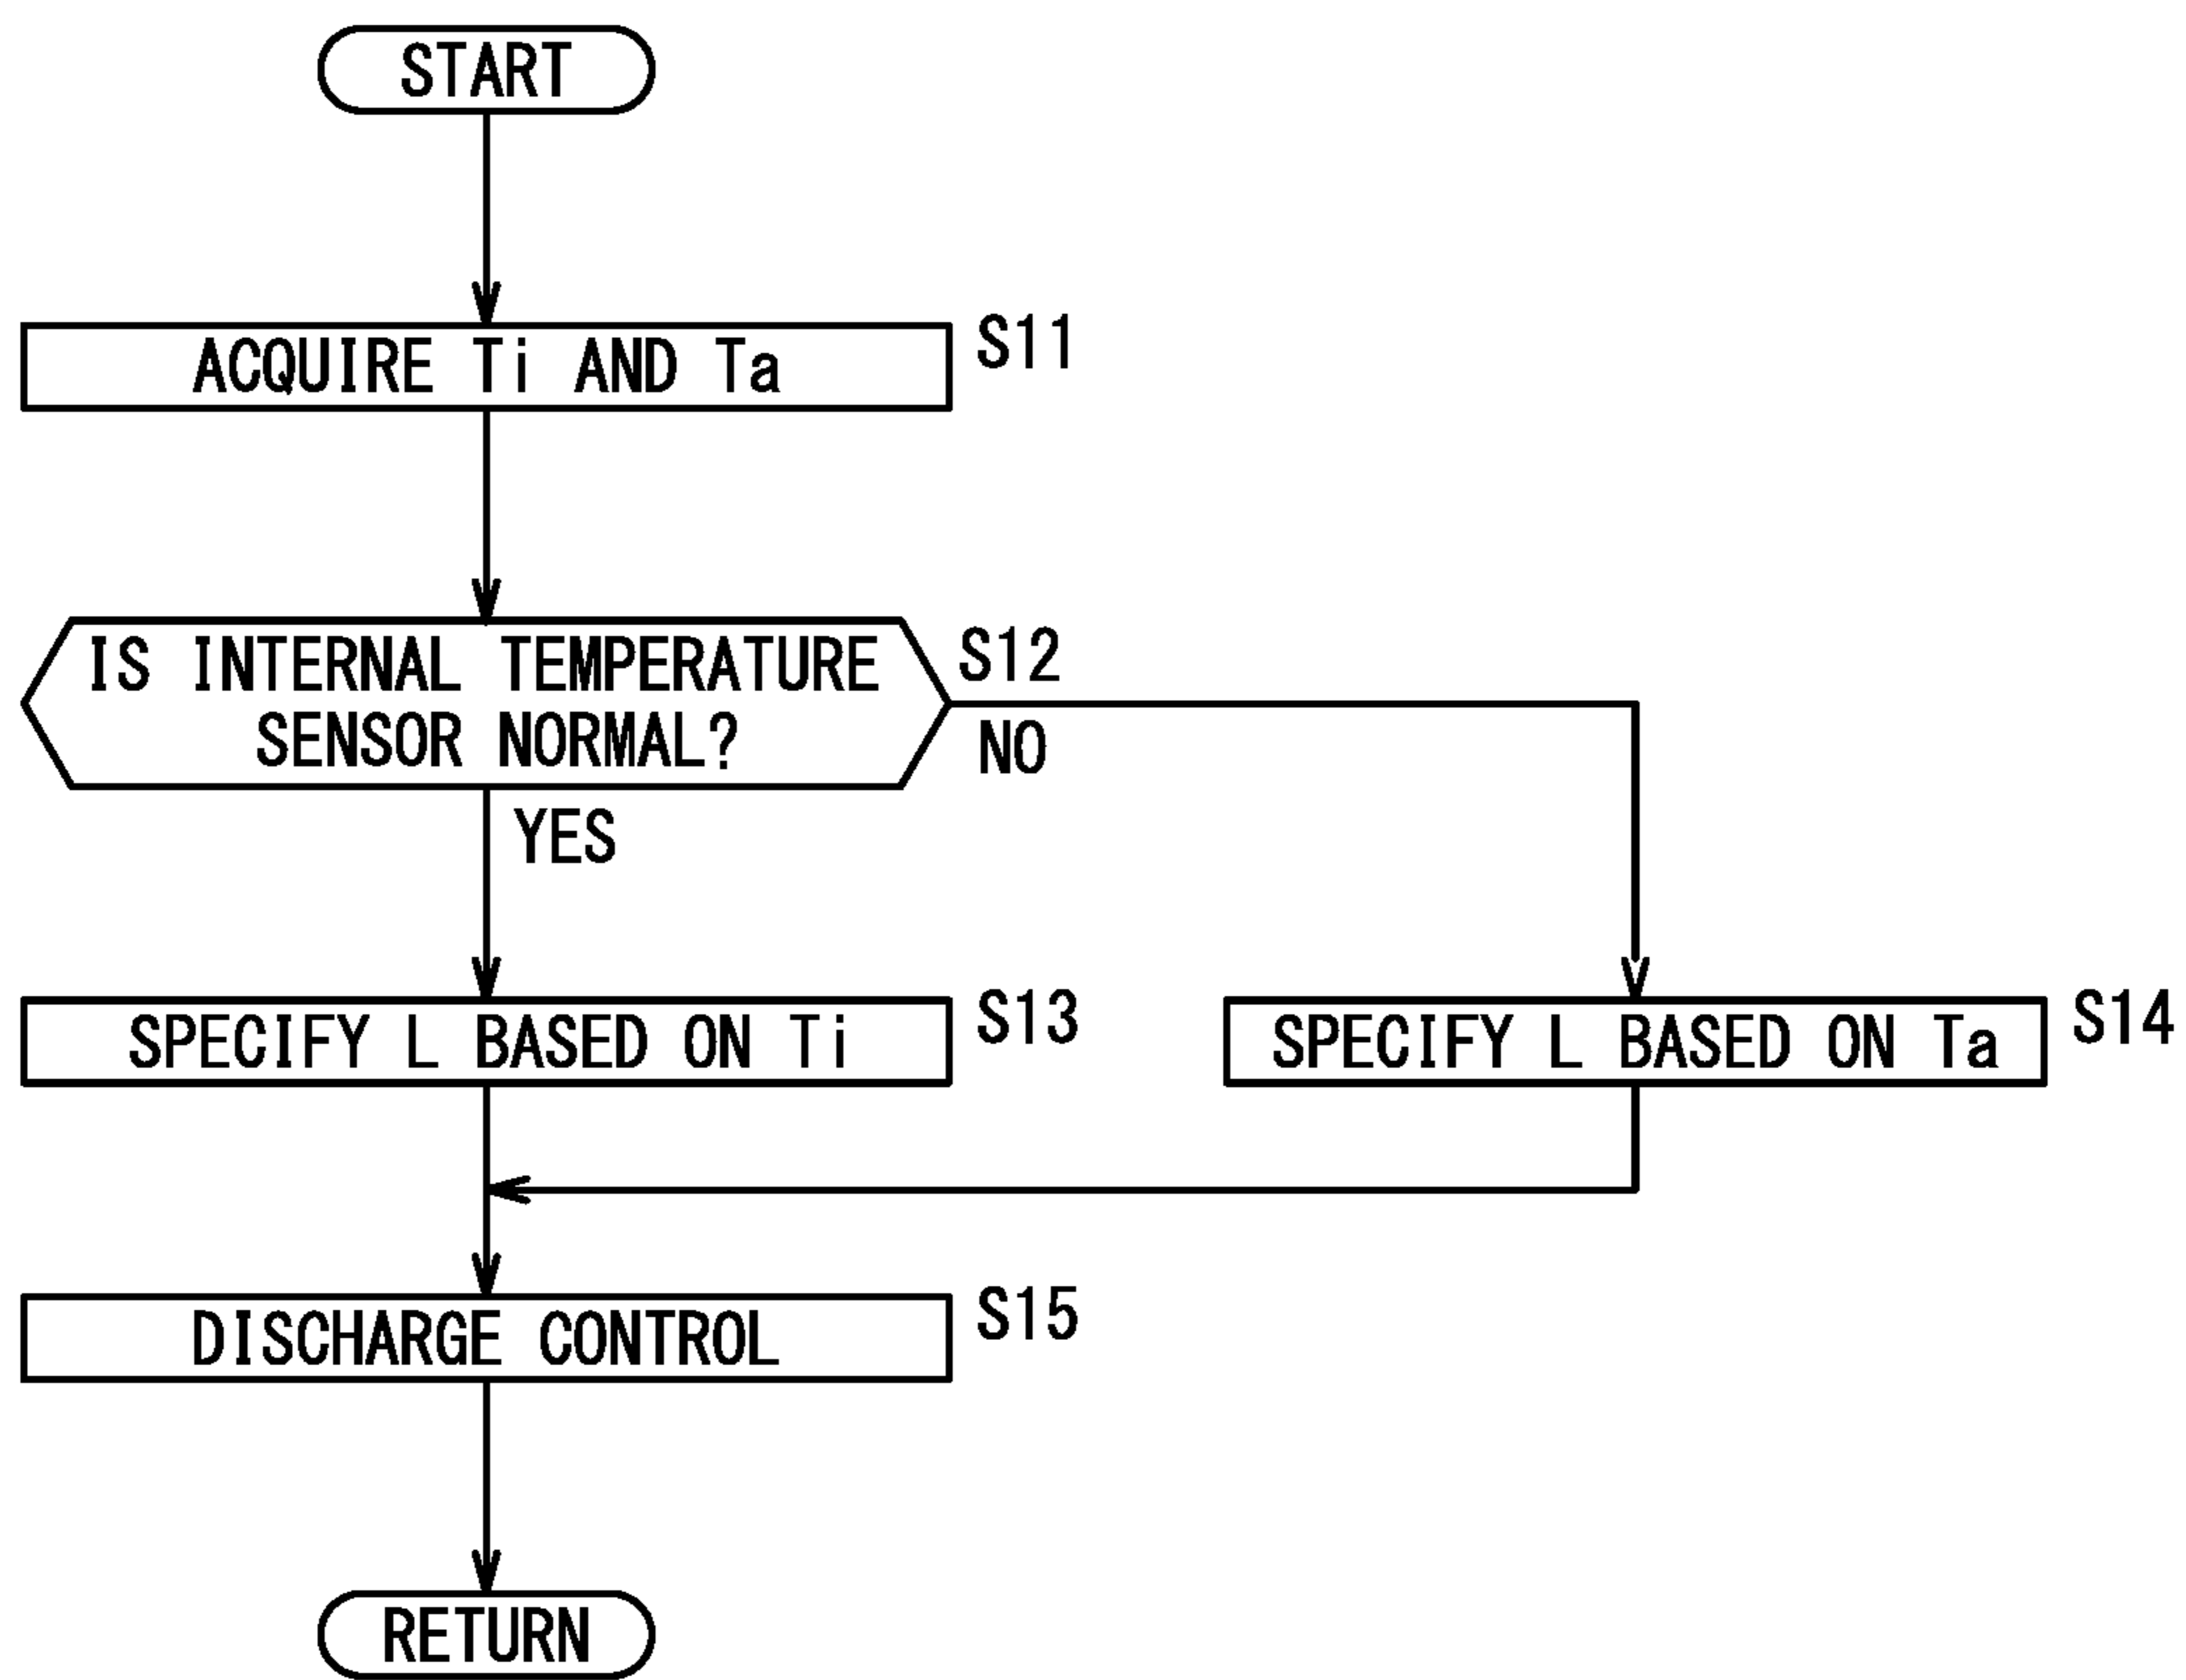 START
ACQUIRE Ti AND Ta
S11
IS INTERNAL TEMPERATURE
SENSOR NORMAL?
S12
NO
YES
SPECIFY L BASED ON Ti
S13
SPECIFY L BASED ON Ta
S14
DISCHARGE CONTROL
S15
RETURN